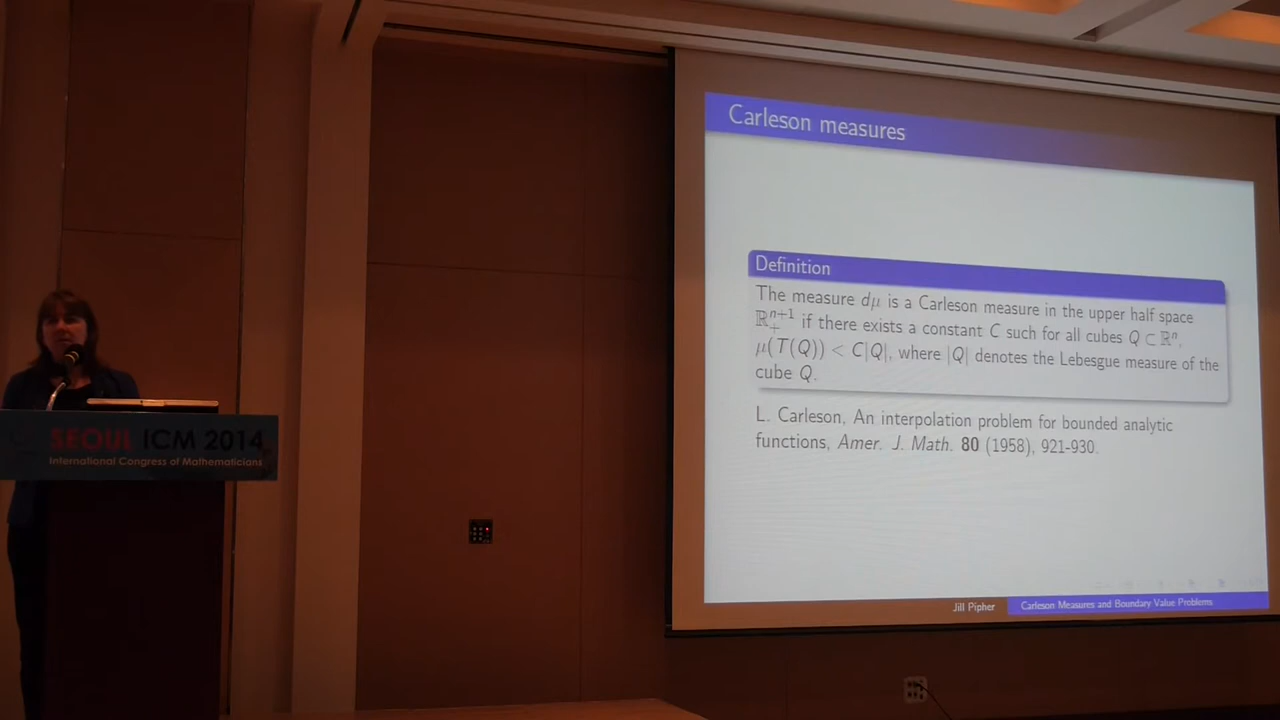 Carleson measures
Definition
The measure dμ is a Carleson measure in the upper half space
ℝ₊ⁿ⁺¹ if there exists a constant C such for all cubes Q ⊂ ℝⁿ,
μ(T(Q)) < C|Q|, where |Q| denotes the Lebesgue measure of the
cube Q.
L. Carleson, An interpolation problem for bounded analytic
functions, Amer. J. Math. 80 (1958), 921-930.
Jill Pipher
Carleson Measures and Boundary Value Problems
SEOUL ICM 2014
International Congress of Mathematicians